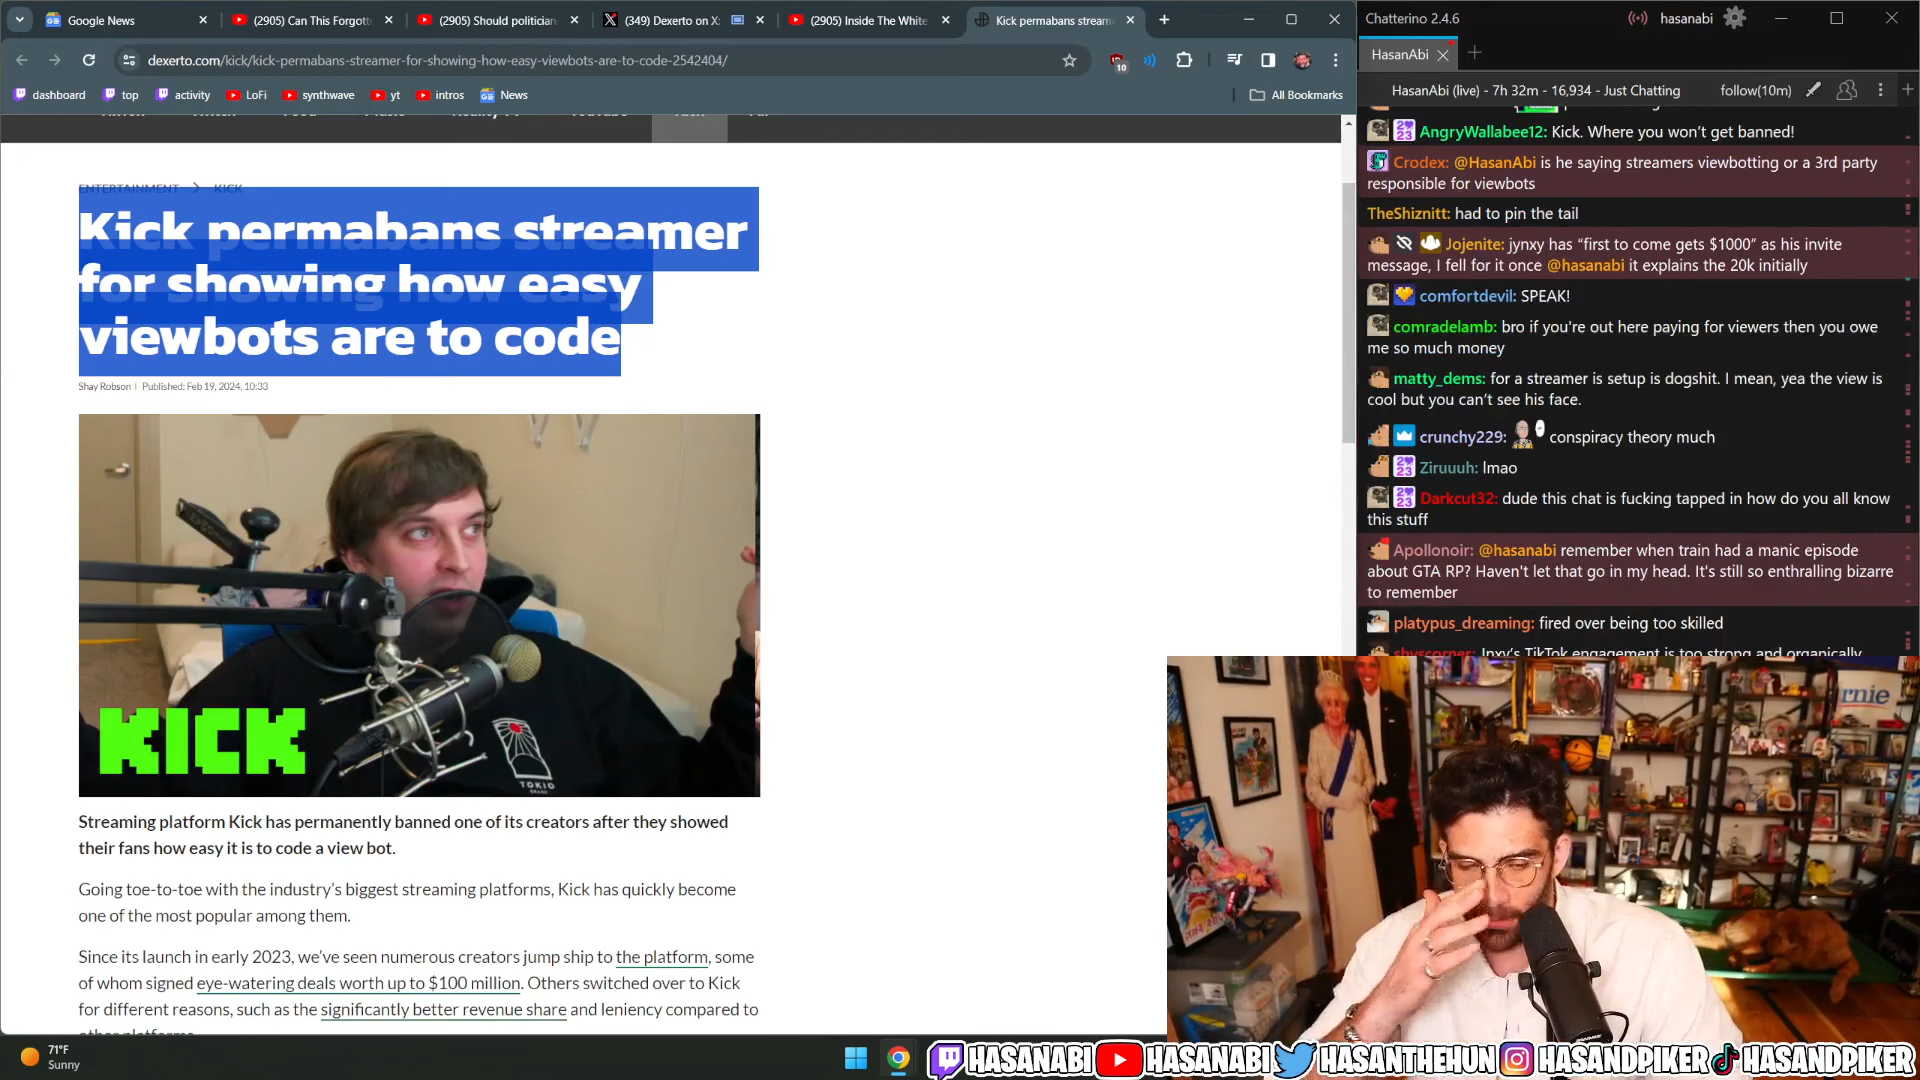 Google News
(2905) Can This Forgott
(2905) Should politician
(349) Dexerto on X:
(2905) Inside The White
Kick permabans stream
dexerto.com/kick/kick-permabans-streamer-for-showing-how-easy-viewbots-are-to-code-2542404/
10
dashboard
top
activity
LoFi
synthwave
yt
intros
News
All Bookmarks
ENTERTAINMENT > KICK
Kick permabans streamer
for showing how easy
viewbots are to code
Shay Robson | Published: Feb 19, 2024, 10:33
KICK
TOKIO
Streaming platform Kick has permanently banned one of its creators after they showed
their fans how easy it is to code a view bot.
Going toe-to-toe with the industry's biggest streaming platforms, Kick has quickly become
one of the most popular among them.
Since its launch in early 2023, we've seen numerous creators jump ship to the platform, some
of whom signed eye-watering deals worth up to $100 million. Others switched over to Kick
for different reasons, such as the significantly better revenue share and leniency compared to
other platforms.
71°F
Sunny
Chatterino 2.4.6
hasanabi
HasanAbi
HasanAbi (live) - 7h 32m - 16,934 - Just Chatting
follow(10m)
AngryWallabee12: Kick. Where you won't get banned!
Crodex: @HasanAbi is he saying streamers viewbotting or a 3rd party
responsible for viewbots
TheShiznitt: had to pin the tail
Jojenite: jynxy has "first to come gets $1000" as his invite
message, I fell for it once @hasanabi it explains the 20k initially
comfortdevil: SPEAK!
comradelamb: bro if you're out here paying for viewers then you owe
me so much money
matty_dems: for a streamer is setup is dogshit. I mean, yea the view is
cool but you can't see his face.
crunchy229: conspiracy theory much
Ziruuuh: lmao
Darkcut32: dude this chat is fucking tapped in how do you all know
this stuff
Apollonoir: @hasanabi remember when train had a manic episode
about GTA RP? Haven't let that go in my head. It's still so enthralling bizarre
to remember
platypus_dreaming: fired over being too skilled
shyscorner: Jnxy's TikTok engagement is too strong and organically
rnie
HASANABI
HASANABI
HASANTHEHUN
HASANDPIKER
HASANDPIKER